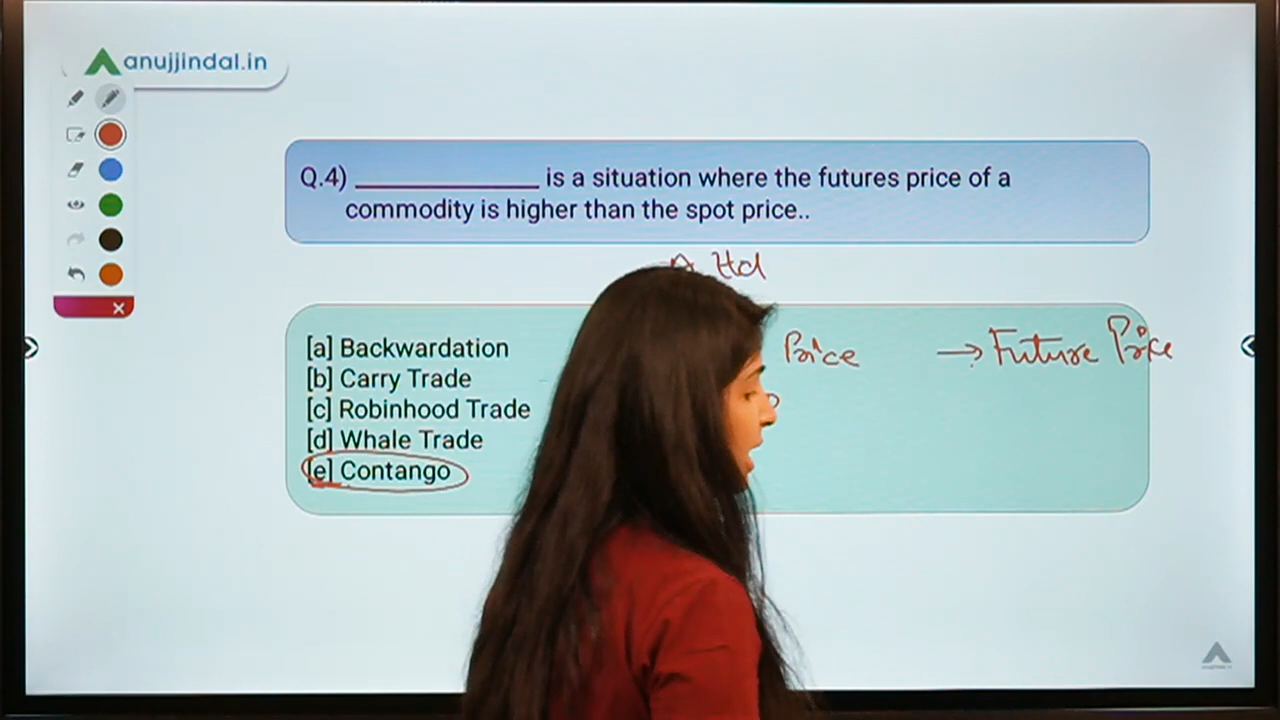 anujjindal.in
Q.4) ______________ is a situation where the futures price of a
commodity is higher than the spot price..
A Ltd
[a] Backwardation
Price → Future Price
[b] Carry Trade
[c] Robinhood Trade
[d] Whale Trade
[e] Contango